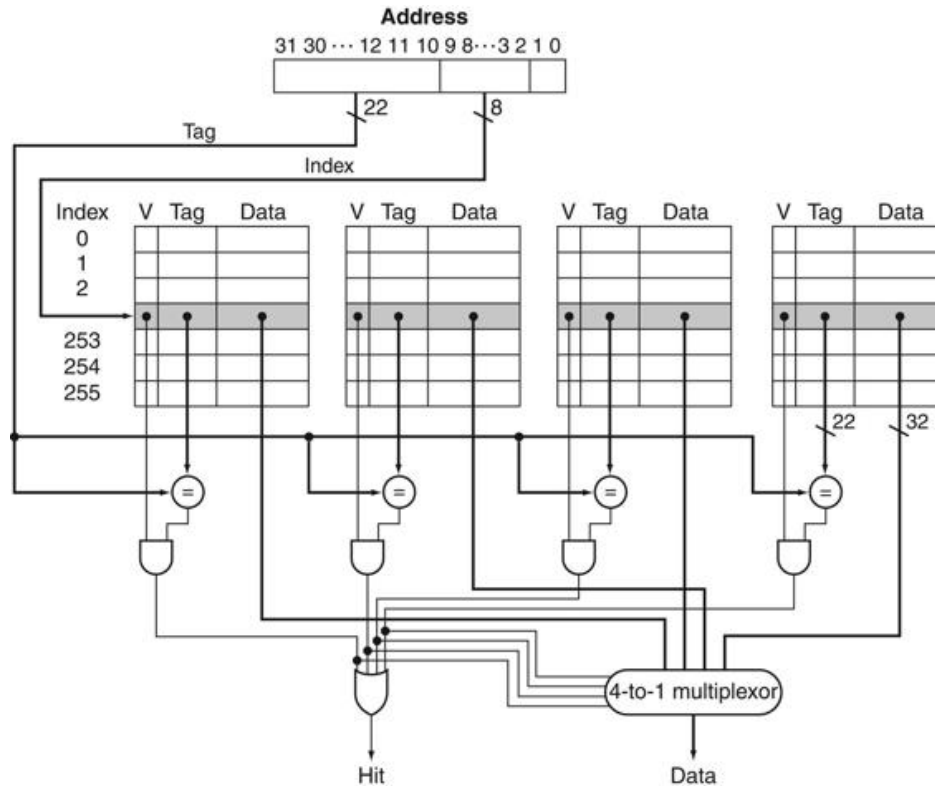 Address
31 30 ··· 12 11 10 9 8···3 2 1 0
22
8
Tag
Index
Index V Tag Data V Tag Data V Tag Data V Tag Data
0
1
2
253
254
255
22 32
= = = =
4-to-1 multiplexor
Hit Data